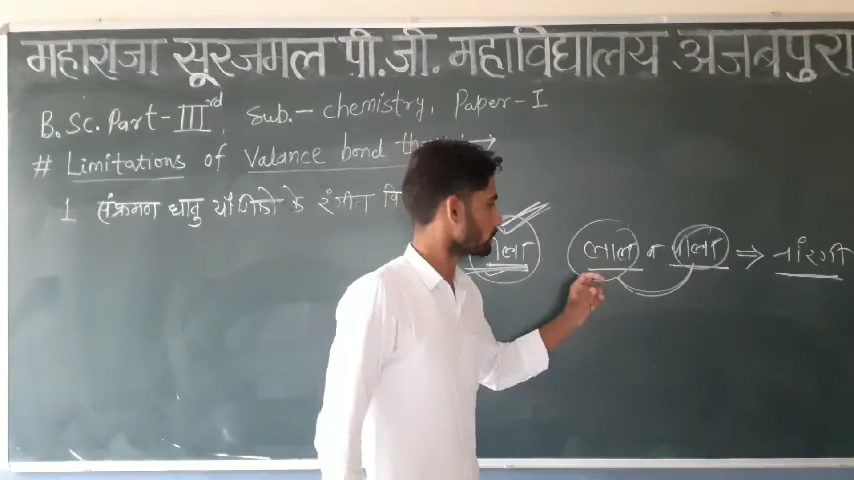 महाराजा सूरजमल पी.जी. महाविद्यालय अजबपुरा
B.Sc. Part-IIIrd, Sub.- chemistry, Paper-I
# Limitations of Valance bond
1 संक्रमण धातु यौगिको के रंगीन
लाल व ⇒ नारंगी